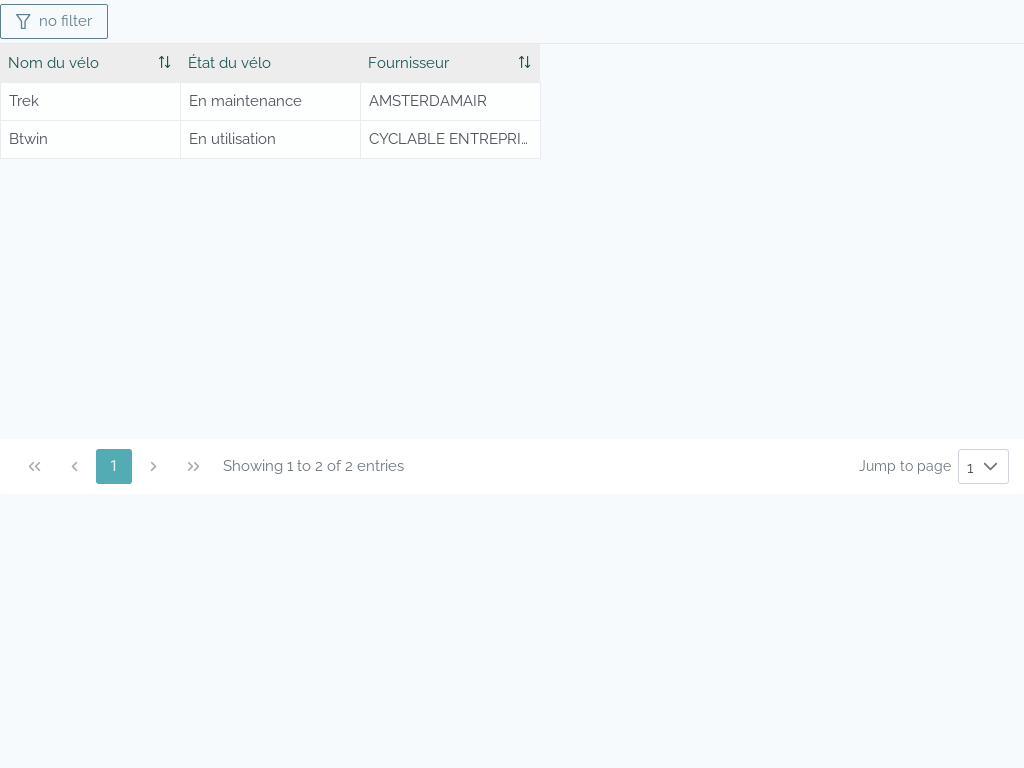 no filter
Nom du vélo État du vélo Fournisseur
Trek En maintenance AMSTERDAMAIR
Btwin En utilisation CYCLABLE ENTREPRI...
1 Showing 1 to 2 of 2 entries Jump to page 1